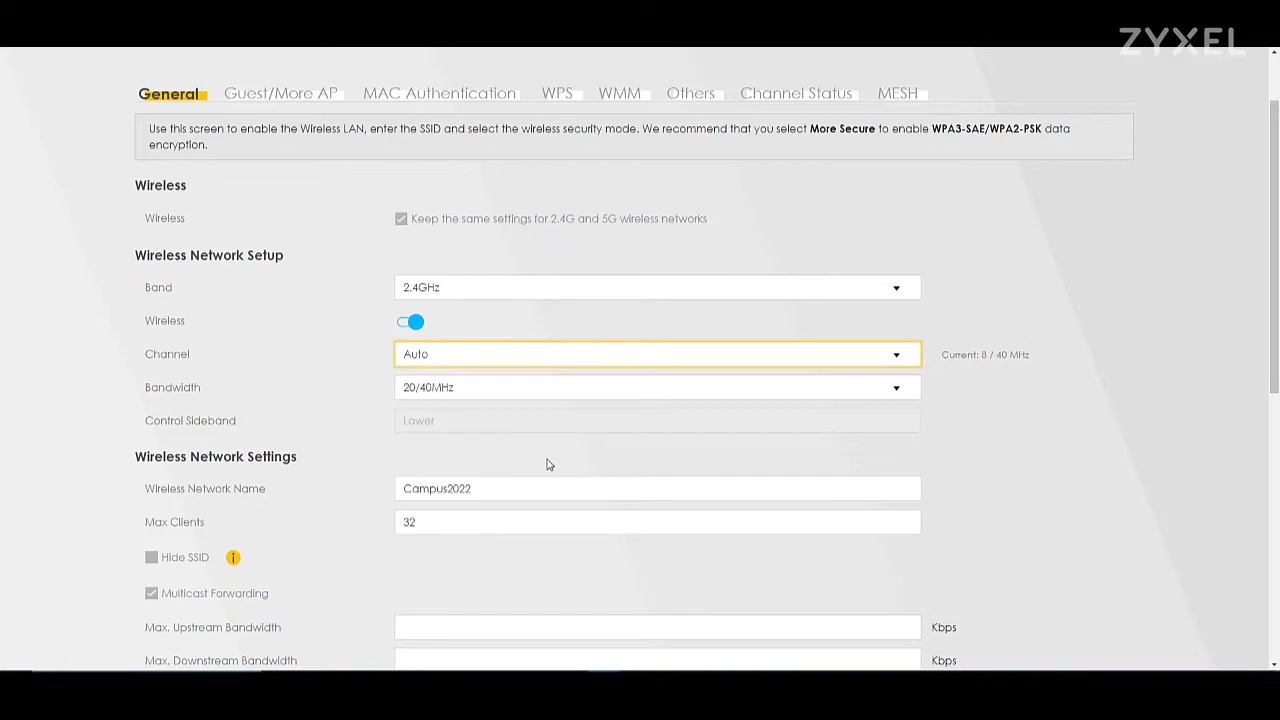 ZYXEL
General Guest/More AP MAC Authentication WPS WMM Others Channel Status MESH
Use this screen to enable the Wireless LAN, enter the SSID and select the wireless security mode. We recommend that you select More Secure to enable WPA3-SAE/WPA2-PSK data
encryption.
Wireless
Wireless Keep the same settings for 2.4G and 5G wireless networks
Wireless Network Setup
Band 2.4GHz
Wireless
Channel Auto Current: 8 / 40 MHz
Bandwidth 20/40MHz
Control Sideband Lower
Wireless Network Settings
Wireless Network Name Campus2022
Max Clients 32
Hide SSID i
Multicast Forwarding
Max. Upstream Bandwidth Kbps
Max. Downstream Bandwidth Kbps